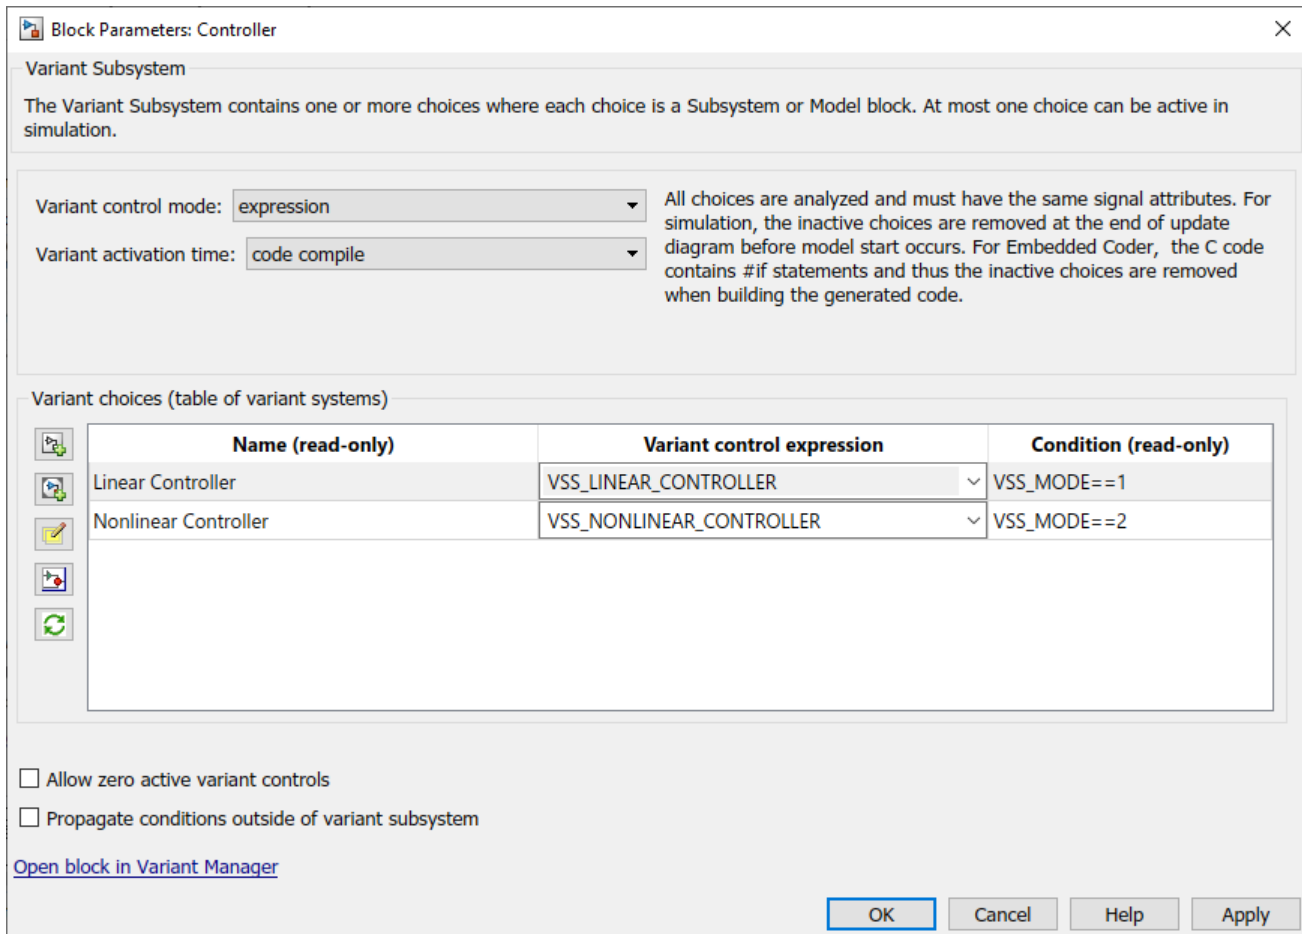 Block Parameters: Controller
Variant Subsystem
The Variant Subsystem contains one or more choices where each choice is a Subsystem or Model block. At most one choice can be active in
simulation.
Variant control mode: expression
Variant activation time: code compile
All choices are analyzed and must have the same signal attributes. For
simulation, the inactive choices are removed at the end of update
diagram before model start occurs. For Embedded Coder,  the C code
contains #if statements and thus the inactive choices are removed
when building the generated code.
Variant choices (table of variant systems)
Name (read-only) Variant control expression Condition (read-only)
Linear Controller VSS_LINEAR_CONTROLLER VSS_MODE==1
Nonlinear Controller VSS_NONLINEAR_CONTROLLER VSS_MODE==2
Allow zero active variant controls
Propagate conditions outside of variant subsystem
Open block in Variant Manager
OK Cancel Help Apply